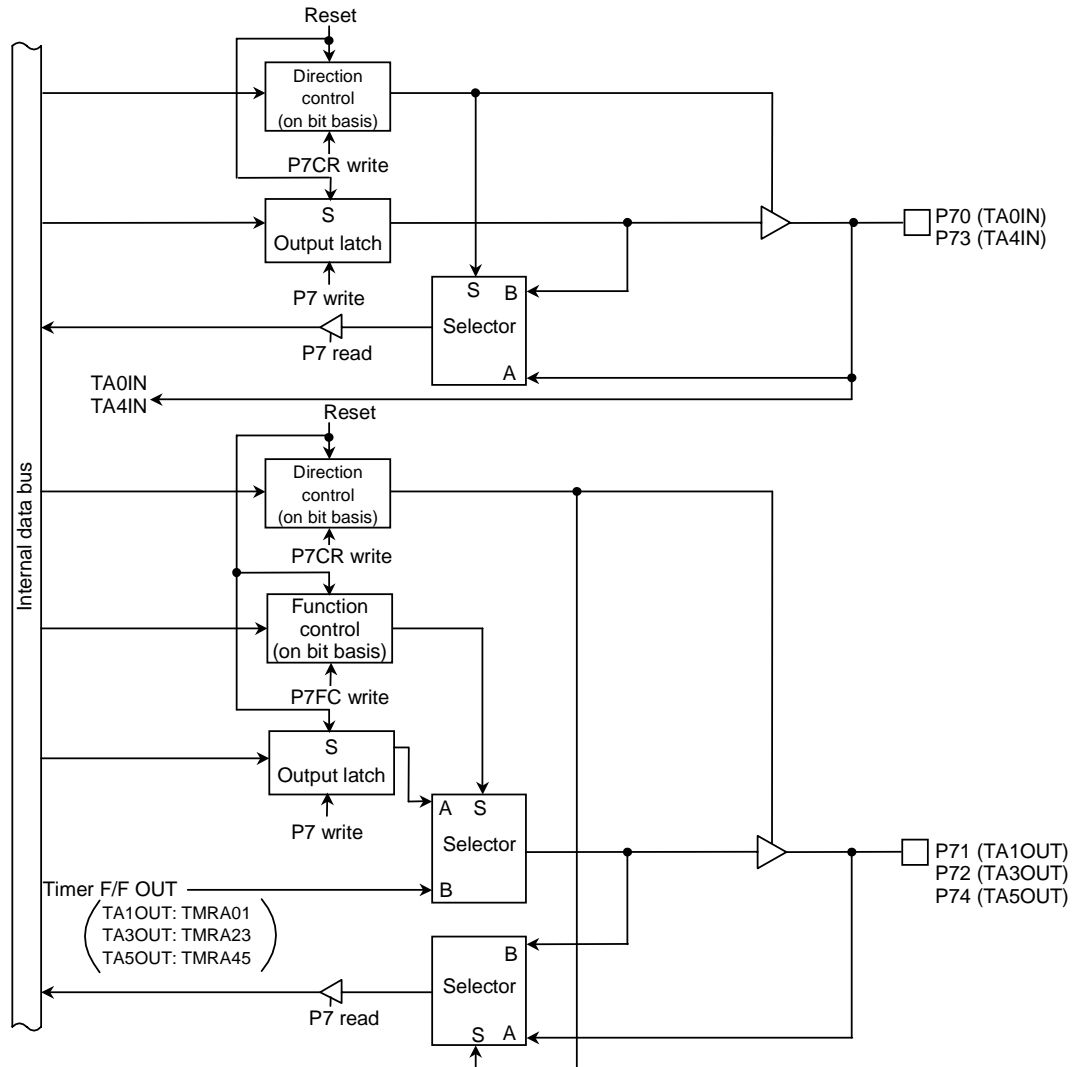 Reset
Direction
control
(on bit basis)
P7CR write
S
Output latch
P7 write
P70 (TA0IN)
P73 (TA4IN)
S B
Selector
A
P7 read
TA0IN
TA4IN
Internal data bus
Reset
Direction
control
(on bit basis)
P7CR write
Function
control
(on bit basis)
P7FC write
S
Output latch
P7 write
A S
Selector
B
Timer F/F OUT
TA1OUT: TMRA01
TA3OUT: TMRA23
TA5OUT: TMRA45
P71 (TA1OUT)
P72 (TA3OUT)
P74 (TA5OUT)
B
Selector
S A
P7 read